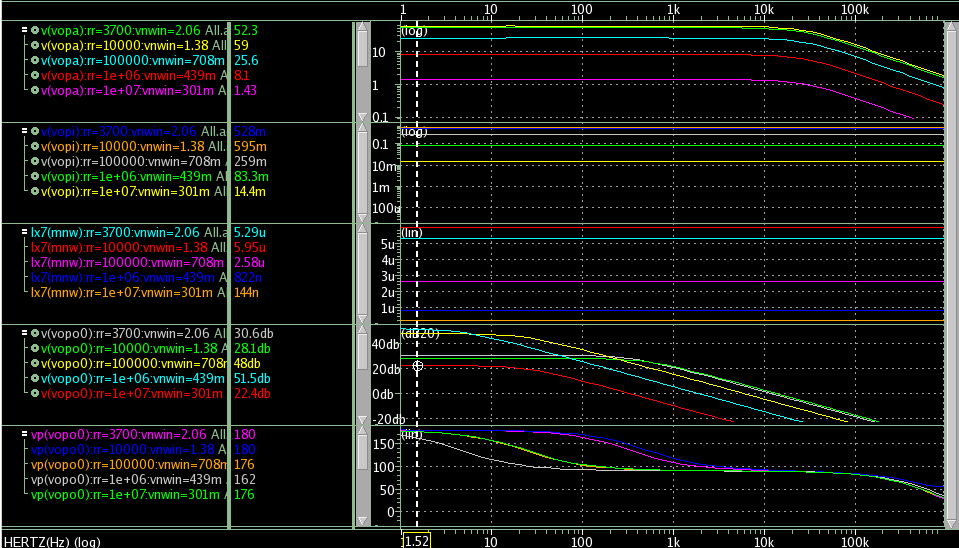 1 10 100 1k 10k 100k
v(vopa):rr=3700:vnwin=2.06 All.a 52.3
(log)
v(vopa):rr=10000:vnwin=1.38 All 59
10
v(vopa):rr=100000:vnwin=708m 25.6
v(vopa):rr=1e+06:vnwin=439m A 8.1
1
v(vopa):rr=1e+07:vnwin=301m A 1.43
0.1
v(vopi):rr=3700:vnwin=2.06 All.a 528m
(log)
v(vopi):rr=10000:vnwin=1.38 All. 595m
0.1
v(vopi):rr=100000:vnwin=708m A 259m
10m
v(vopi):rr=1e+06:vnwin=439m Al 83.3m
1m
v(vopi):rr=1e+07:vnwin=301m Al 14.4m
100u
lx7(mnw):rr=3700:vnwin=2.06 All. 5.29u
(lin)
lx7(mnw):rr=10000:vnwin=1.38 Al 5.95u
5u
lx7(mnw):rr=100000:vnwin=708m 2.58u
4u
3u
lx7(mnw):rr=1e+06:vnwin=439m A 822n
2u
lx7(mnw):rr=1e+07:vnwin=301m A 144n
1u
v(vopo0):rr=3700:vnwin=2.06 All 30.6db
(db20)
v(vopo0):rr=10000:vnwin=1.38 A 28.1db
40db
v(vopo0):rr=100000:vnwin=708r 48db
20db
v(vopo0):rr=1e+06:vnwin=439m 51.5db
0db
v(vopo0):rr=1e+07:vnwin=301m 22.4db
-20db
vp(vopo0):rr=3700:vnwin=2.06 Al 180
(lin)
vp(vopo0):rr=10000:vnwin=1.38 A 180
150
vp(vopo0):rr=100000:vnwin=708m 176
100
vp(vopo0):rr=1e+06:vnwin=439m 162
50
vp(vopo0):rr=1e+07:vnwin=301m 176
0
HERTZ(Hz) (log)
1.52 10 100 1k 10k 100k